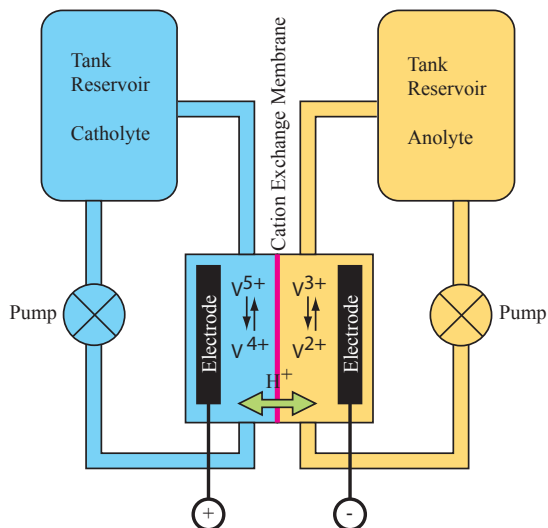 Tank
Reservoir
Catholyte
Cation Exchange Membrane
Tank
Reservoir
Anolyte
Pump
Electrode
V5+
V4+
V3+
V2+
Electrode
Pump
H+
+
-